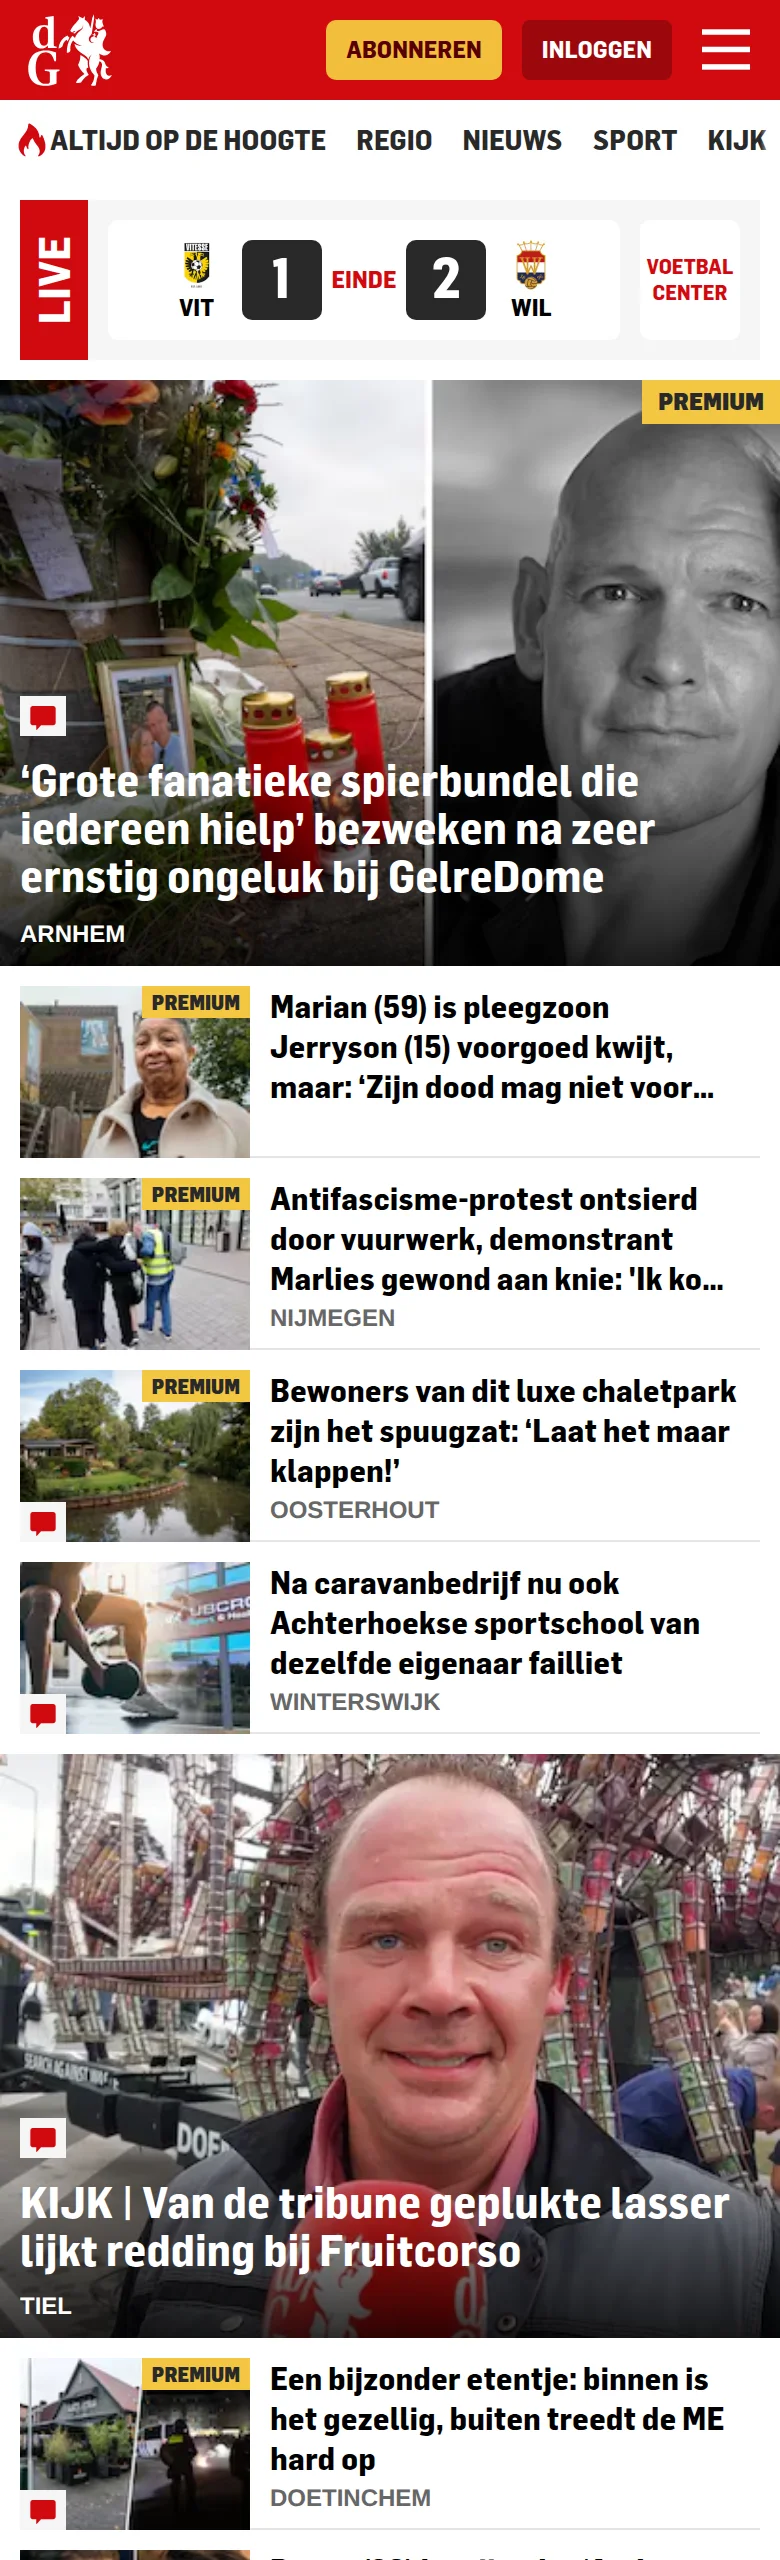 dG
ABONNEREN
INLOGGEN
ALTIJD OP DE HOOGTE
REGIO
NIEUWS
SPORT
KIJK
LIVE
VITESSE
VIT
1
EINDE
2
WIL
VOETBAL
CENTER
PREMIUM
‘Grote fanatieke spierbundel die
iedereen hielp’ bezweken na zeer
ernstig ongeluk bij GelreDome
ARNHEM
PREMIUM
Marian (59) is pleegzoon
Jerryson (15) voorgoed kwijt,
maar: ‘Zijn dood mag niet voor...
PREMIUM
Antifascisme-protest ontsierd
door vuurwerk, demonstrant
Marlies gewond aan knie: 'Ik ko...
NIJMEGEN
PREMIUM
Bewoners van dit luxe chaletpark
zijn het spuugzat: ‘Laat het maar
klappen!’
OOSTERHOUT
Na caravanbedrijf nu ook
Achterhoekse sportschool van
dezelfde eigenaar failliet
WINTERSWIJK
KIJK | Van de tribune geplukte lasser
lijkt redding bij Fruitcorso
TIEL
PREMIUM
Een bijzonder etentje: binnen is
het gezellig, buiten treedt de ME
hard op
DOETINCHEM